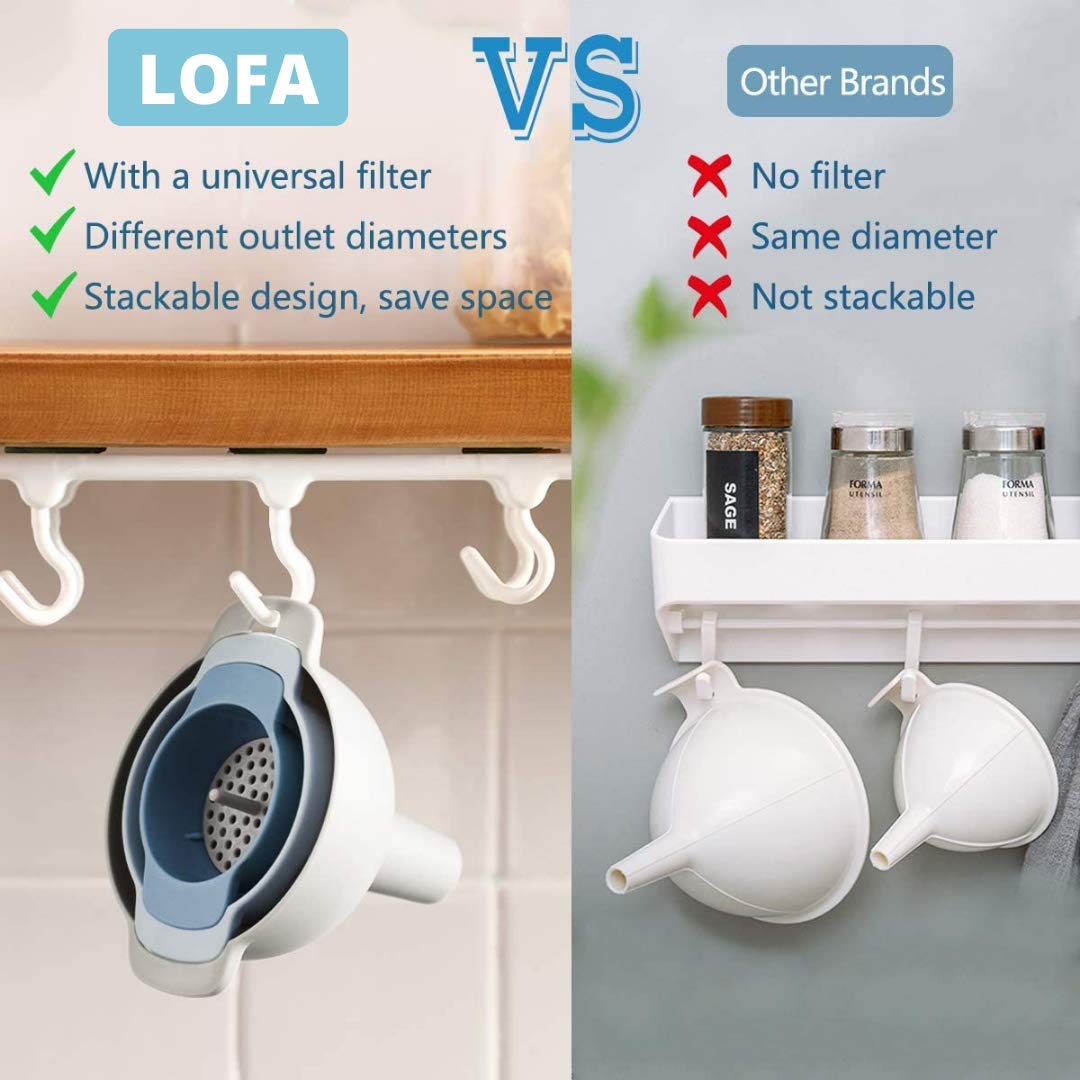 LOFA
VS
Other Brands
With a universal filter
Different outlet diameters
Stackable design, save space
No filter
Same diameter
Not stackable
SAGE
FORMA
UTENSIL
FORMA
UTENSIL